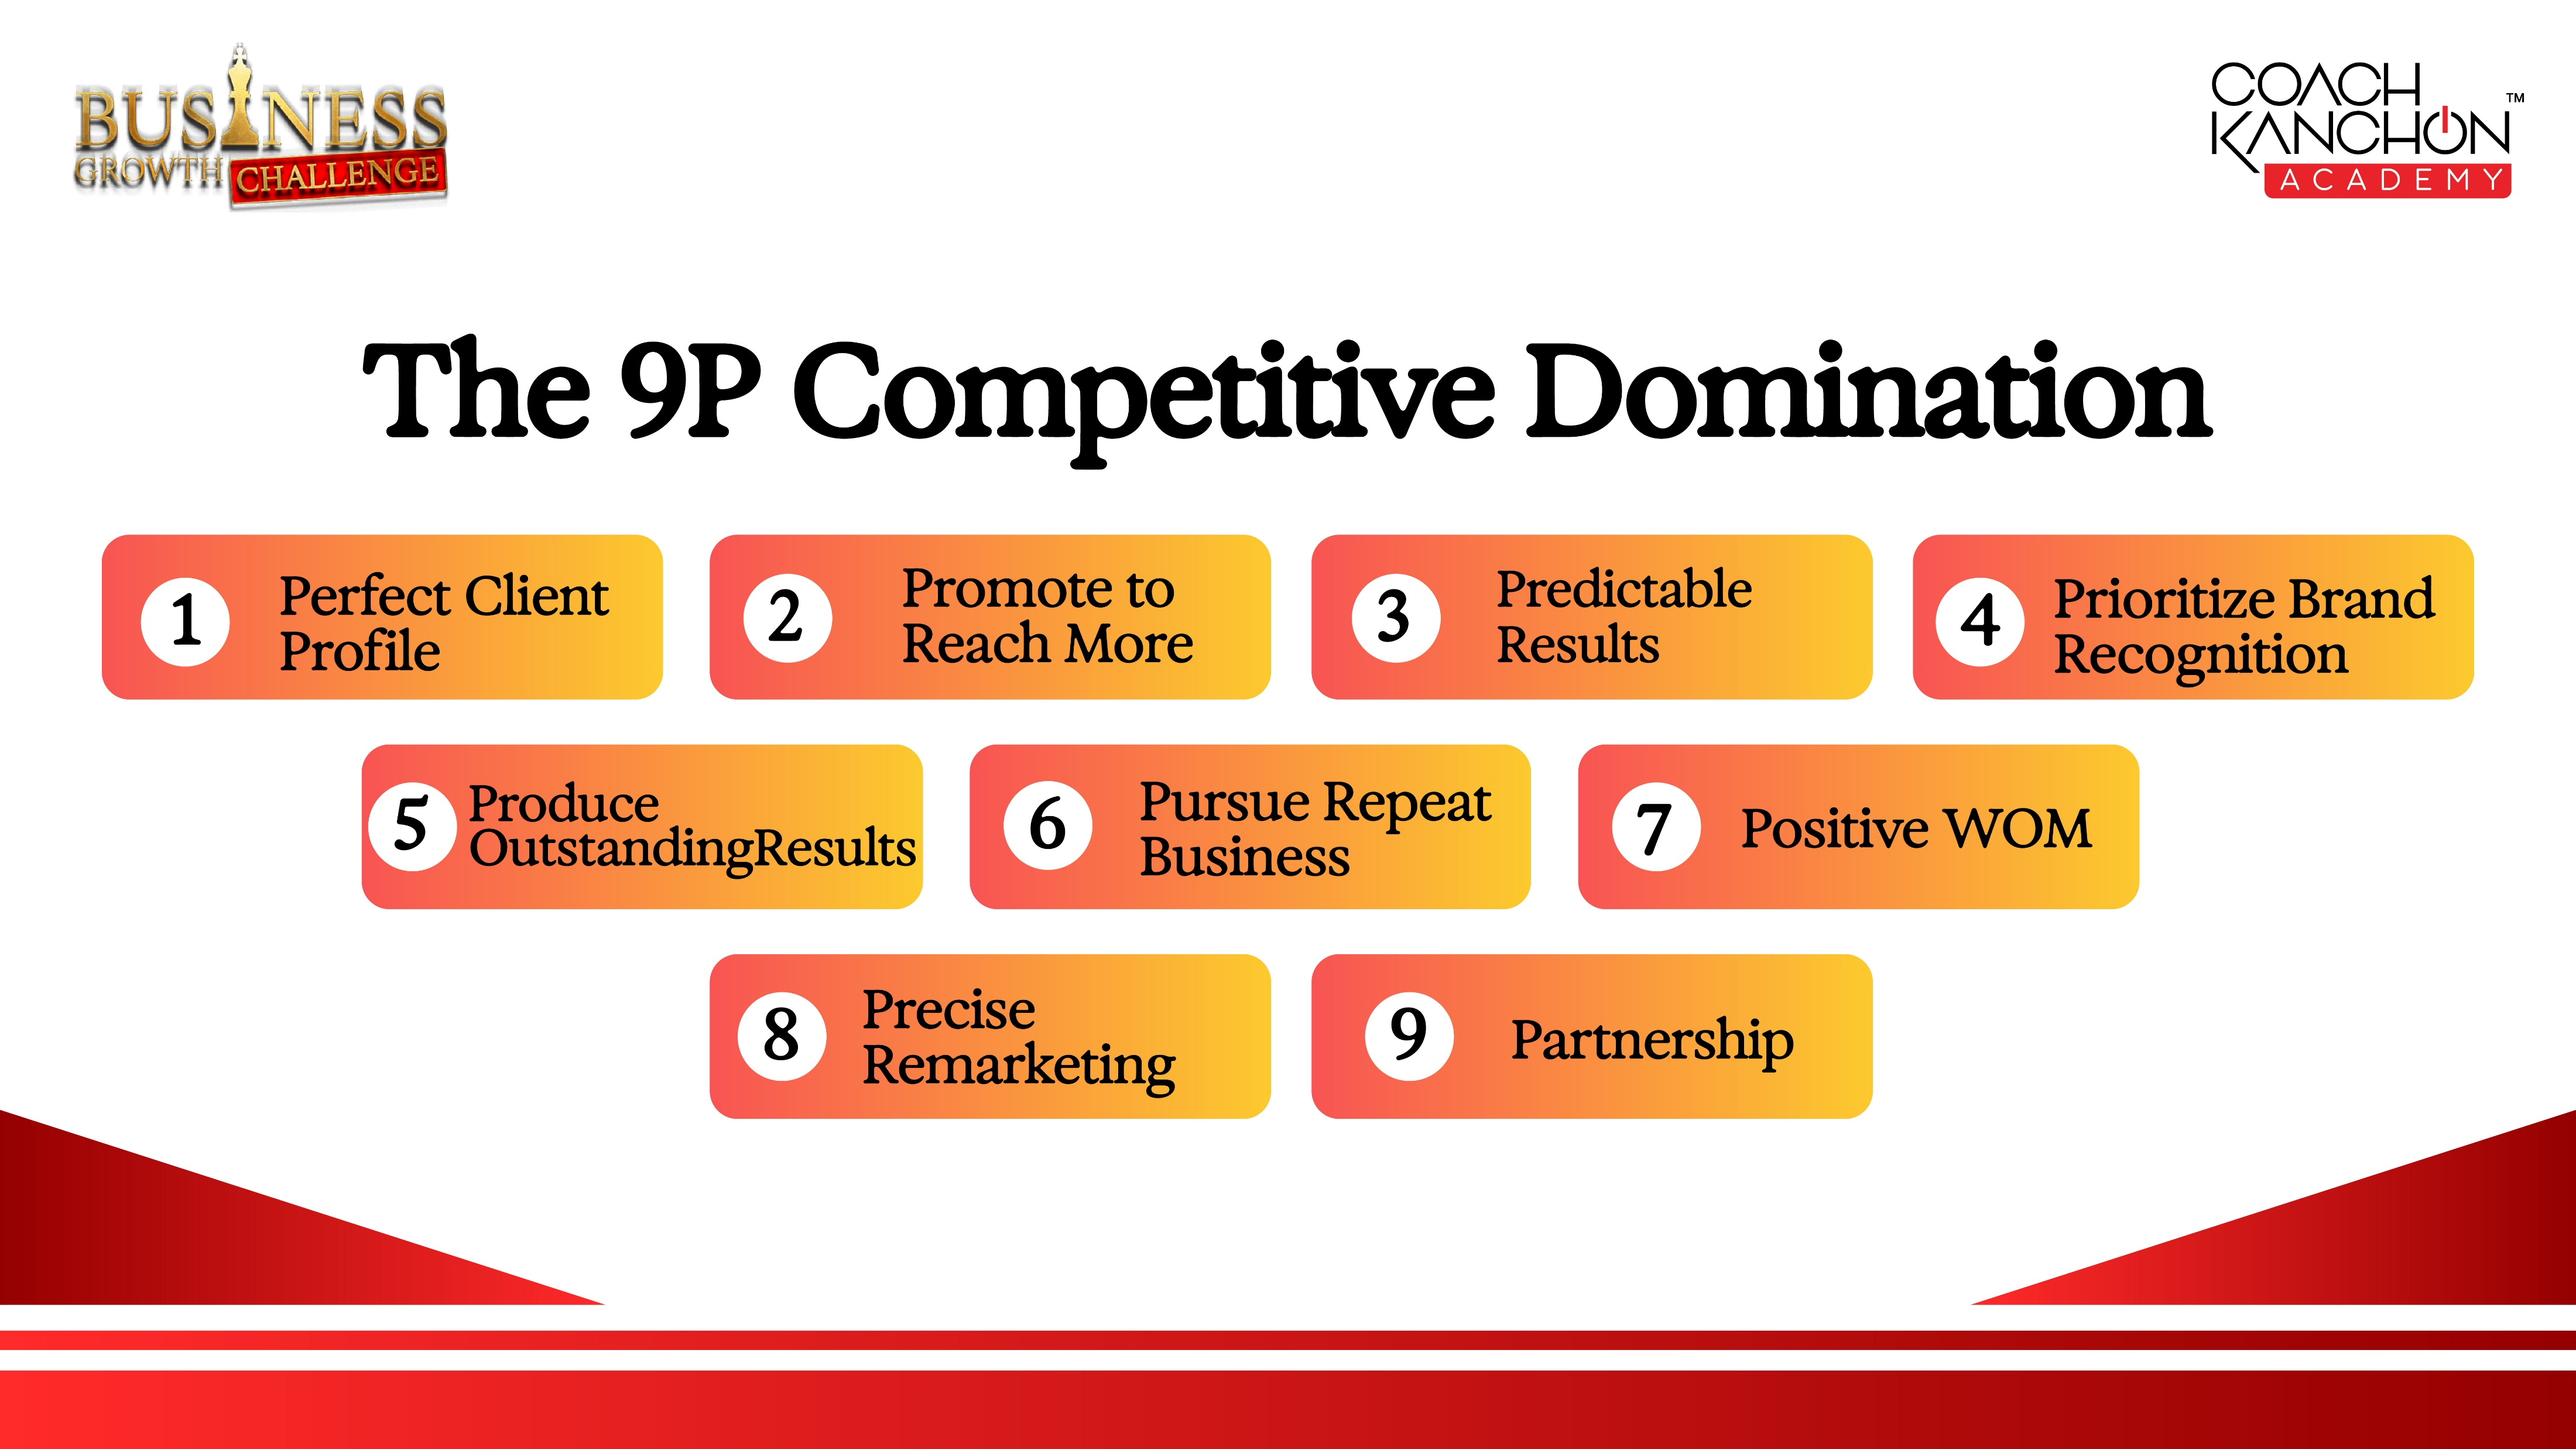 BUSINESS
GROWTH CHALLENGE
COACH
KANCHON
™
ACADEMY
The 9P Competitive Domination
1
Perfect Client
Profile
2
Promote to
Reach More
3
Predictable
Results
4
Prioritize Brand
Recognition
5
Produce
OutstandingResults
6
Pursue Repeat
Business
7
Positive WOM
8
Precise
Remarketing
9
Partnership